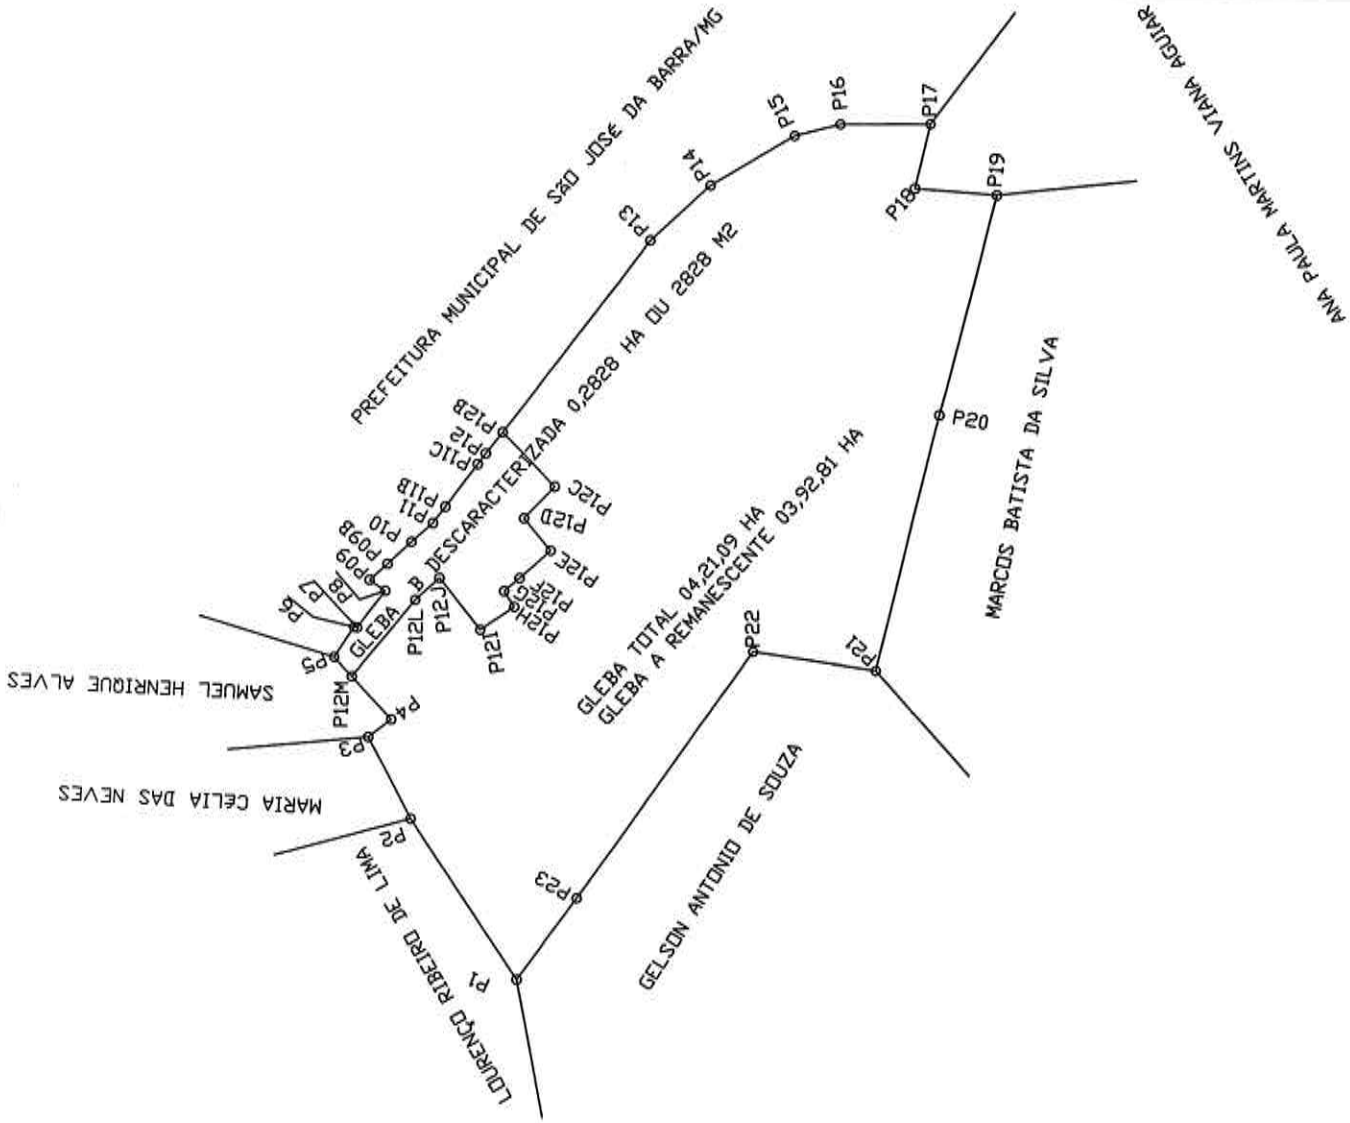 PREFEITURA MUNICIPAL DE SÃO JOSÉ DA BARRA/MG
ANA PAULA MARTINS VIANA AGUIAR
P15
P16
P17
P14
P13
P18
P19
GLEBA B DESCARACTERIZADA 0,2828 HA OU 2828 M2
P12B
P12
P11C
P11B
P11
P10
P09B
P09
P8
P7
P6
P5
P12C
P12D
P12E
P12F
P12G
P12H
P12I
P12J
P12L
P12M
P4
P3
P20
MARCOS BATISTA DA SILVA
GLEBA TOTAL 04,21,09 HA
GLEBA A REMANESCENTE 03,92,81 HA
P22
P21
SAMUEL HENRIQUE ALVES
MARIA CÉLIA DAS NEVES
P2
LOURENÇO RIBEIRO DE LIMA
P23
P1
GELSON ANTONIO DE SOUZA